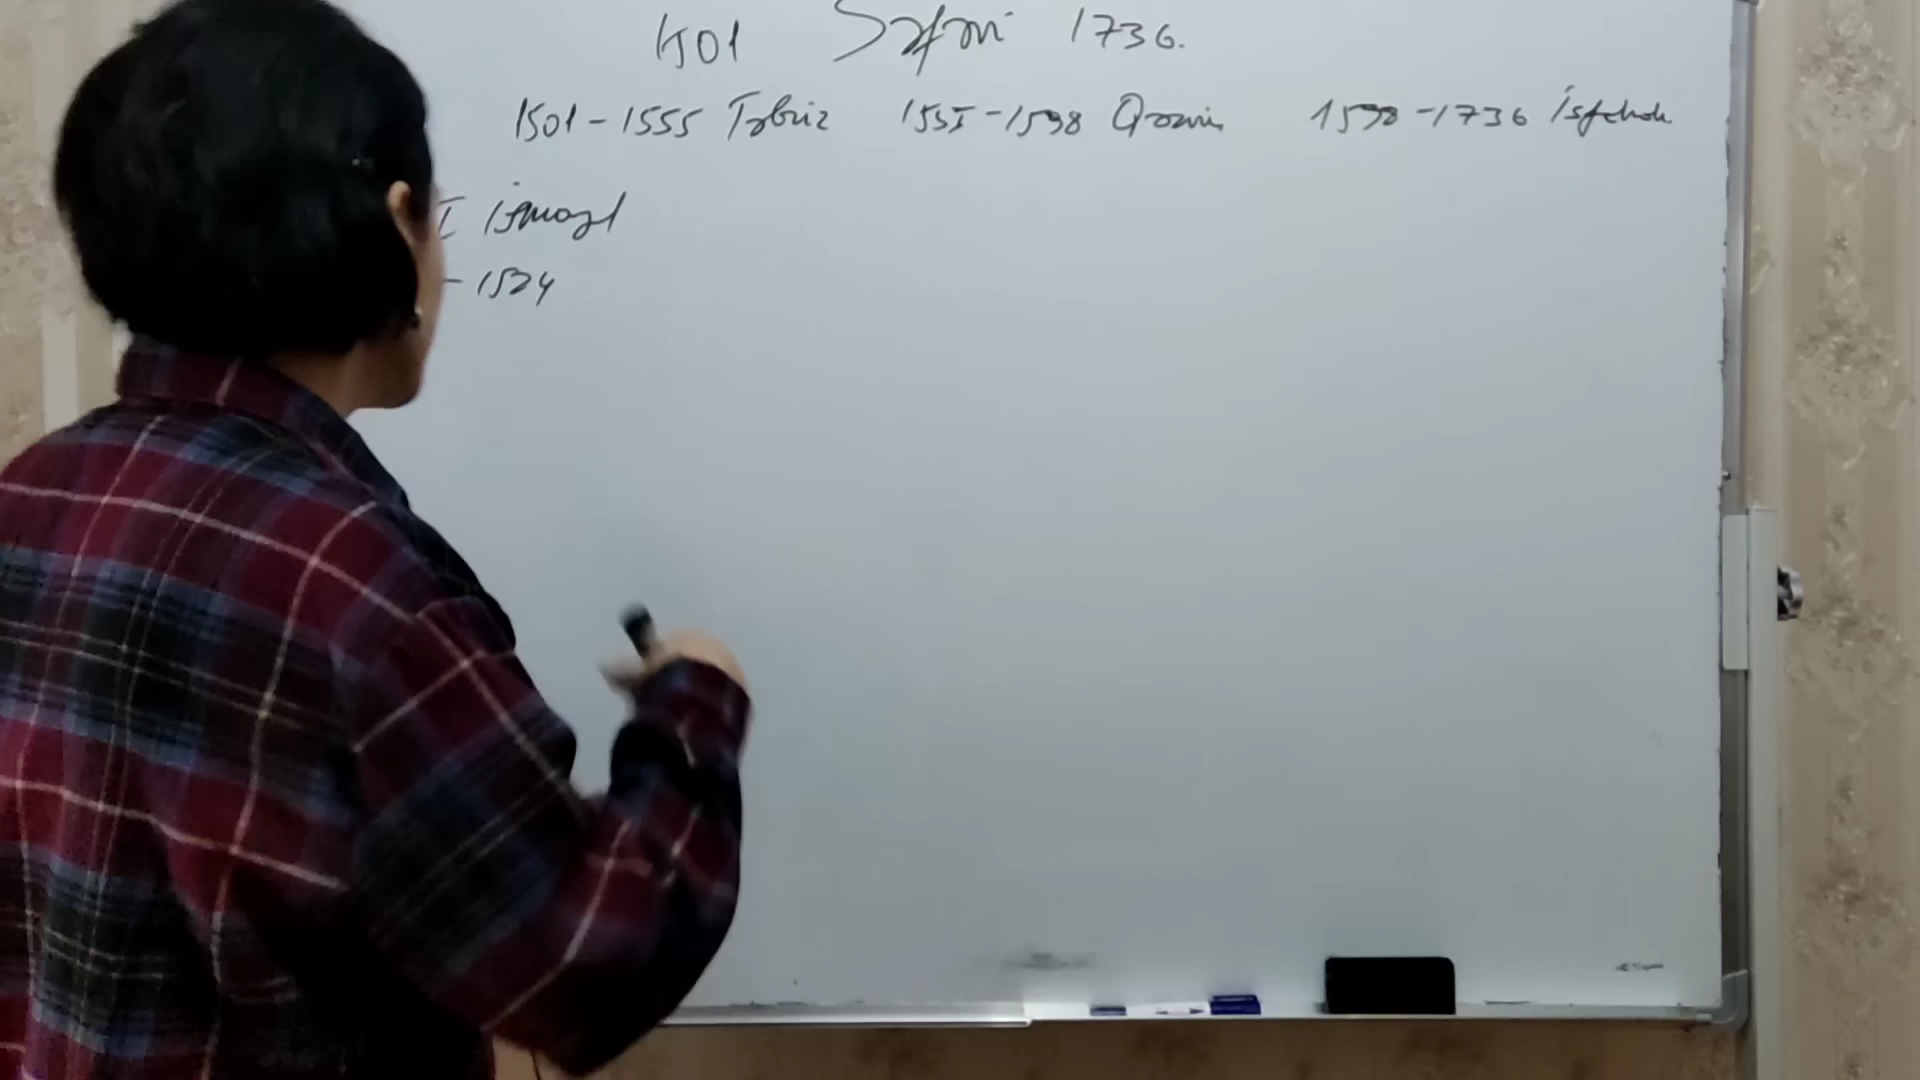 1501 Səfəvi 1736.
1501-1555 Təbriz 1555-1598 Qəzvin 1598-1736 İsfahan
I İsmayıl
- 1524